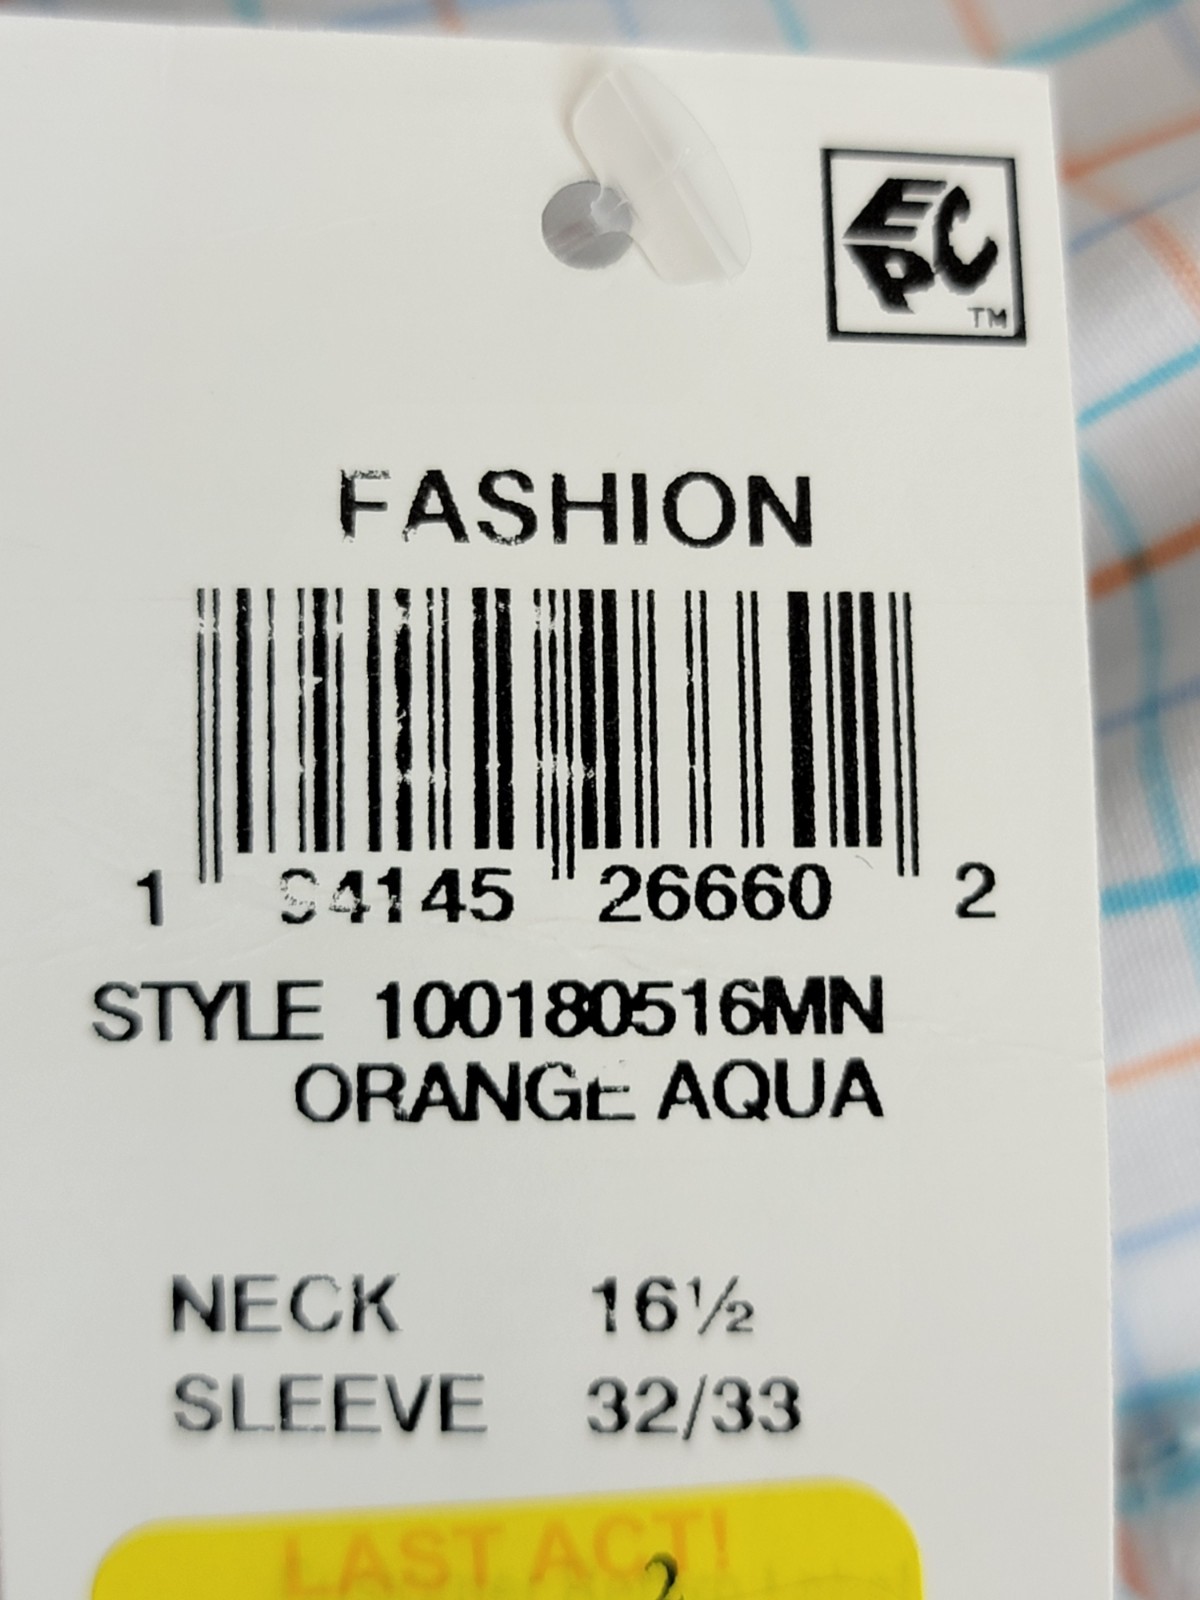 EPC
TM
FASHION
1 94145 26660 2
STYLE 100180516MN
ORANGE AQUA
NECK 16½
SLEEVE 32/33
LAST ACT!
2